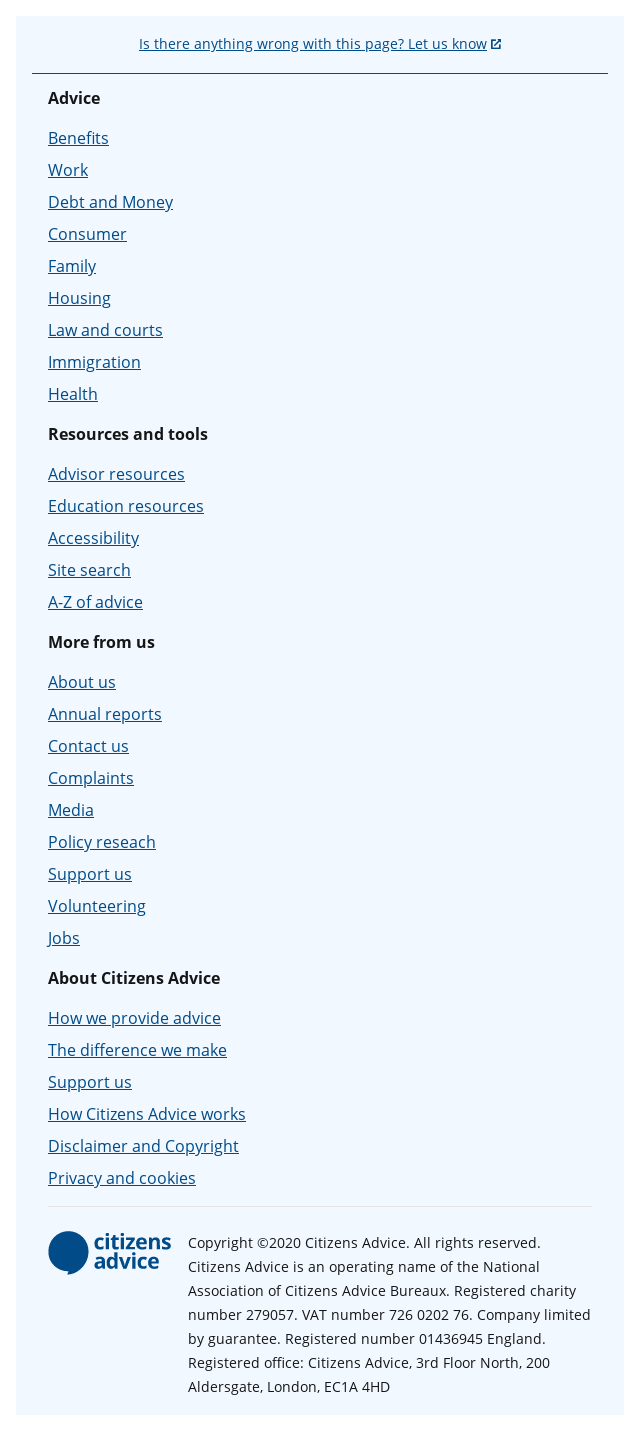 Is there anything wrong with this page? Let us know
Advice
Benefits
Work
Debt and Money
Consumer
Family
Housing
Law and courts
Immigration
Health
Resources and tools
Advisor resources
Education resources
Accessibility
Site search
A-Z of advice
More from us
About us
Annual reports
Contact us
Complaints
Media
Policy reseach
Support us
Volunteering
Jobs
About Citizens Advice
How we provide advice
The difference we make
Support us
How Citizens Advice works
Disclaimer and Copyright
Privacy and cookies
citizens
advice
Copyright ©2020 Citizens Advice. All rights reserved.
Citizens Advice is an operating name of the National
Association of Citizens Advice Bureaux. Registered charity
number 279057. VAT number 726 0202 76. Company limited
by guarantee. Registered number 01436945 England.
Registered office: Citizens Advice, 3rd Floor North, 200
Aldersgate, London, EC1A 4HD